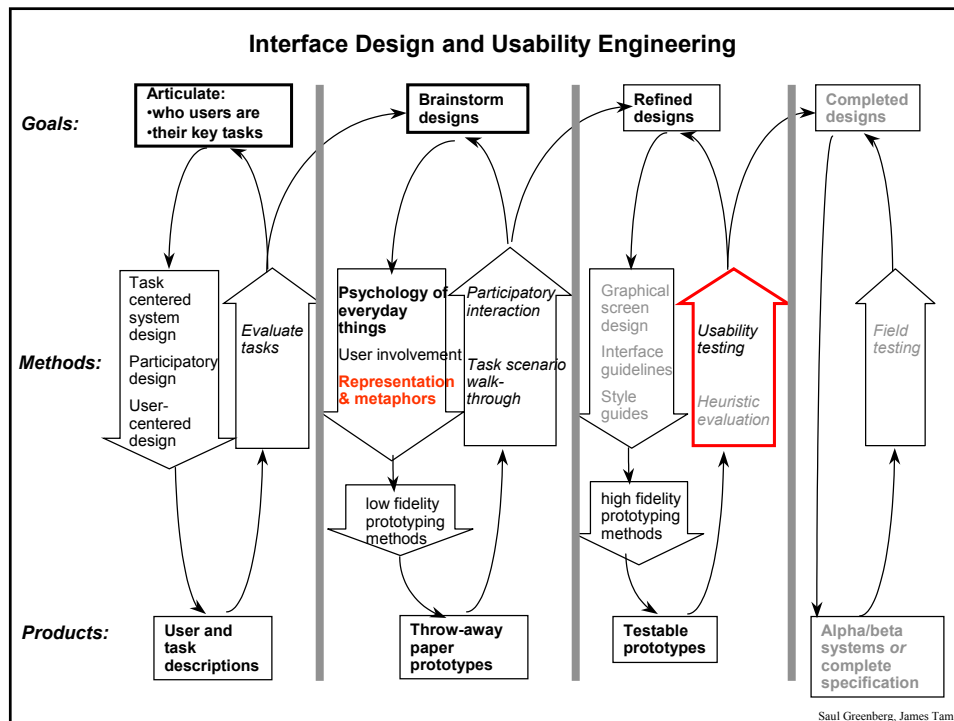 Interface Design and Usability Engineering
Goals:
Articulate:
•who users are
•their key tasks
Brainstorm
designs
Refined
designs
Completed
designs
Methods:
Task
centered
system
design
Participatory
design
User-
centered
design
Evaluate
tasks
Psychology of
everyday
things
User involvement
Representation
& metaphors
Participatory
interaction
Task scenario
walk-
through
Graphical
screen
design
Interface
guidelines
Style
guides
Usability
testing
Heuristic
evaluation
Field
testing
low fidelity
prototyping
methods
high fidelity
prototyping
methods
Products:
User and
task
descriptions
Throw-away
paper
prototypes
Testable
prototypes
Alpha/beta
systems or
complete
specification
Saul Greenberg, James Tam